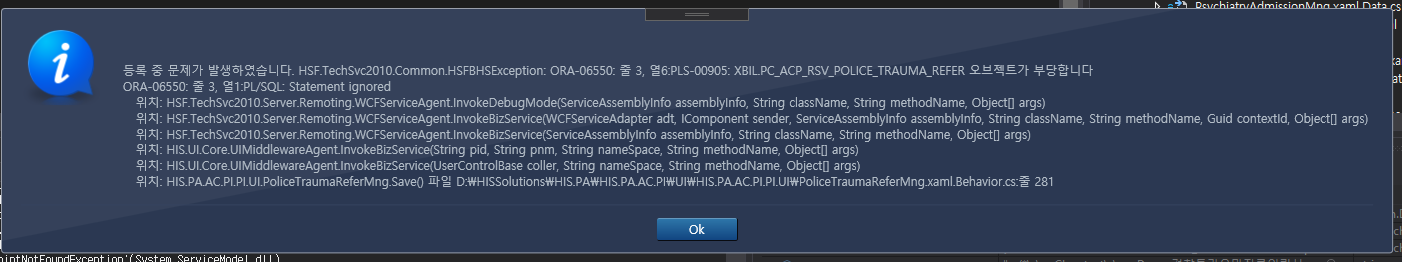 PsychiatryAdmissionMng.xaml.Data.cs
등록 중 문제가 발생하였습니다. HSF.TechSvc2010.Common.HSFBHSException: ORA-06550: 줄 3, 열6:PLS-00905: XBIL.PC_ACP_RSV_POLICE_TRAUMA_REFER 오브젝트가 부당합니다
ORA-06550: 줄 3, 열1:PL/SQL: Statement ignored
위치: HSF.TechSvc2010.Server.Remoting.WCFServiceAgent.InvokeDebugMode(ServiceAssemblyInfo assemblyInfo, String className, String methodName, Object[] args)
위치: HSF.TechSvc2010.Server.Remoting.WCFServiceAgent.InvokeBizService(WCFServiceAdapter adt, IComponent sender, ServiceAssemblyInfo assemblyInfo, String className, String methodName, Guid contextId, Object[] args)
위치: HSF.TechSvc2010.Server.Remoting.WCFServiceAgent.InvokeBizService(ServiceAssemblyInfo assemblyInfo, String className, String methodName, Object[] args)
위치: HIS.UI.Core.UIMiddlewareAgent.InvokeBizService(String pid, String pnm, String nameSpace, String methodName, Object[] args)
위치: HIS.UI.Core.UIMiddlewareAgent.InvokeBizService(UserControlBase coller, String nameSpace, String methodName, Object[] args)
위치: HIS.PA.AC.PI.PI.UI.PoliceTraumaReferMng.Save() 파일 D:₩HISSolutions₩HIS.PA₩HIS.PA.AC.PI₩UI₩HIS.PA.AC.PI.PI.UI₩PoliceTraumaReferMng.xaml.Behavior.cs:줄 281
Ok
ointNotFoundException'(System.ServiceModel.dll)